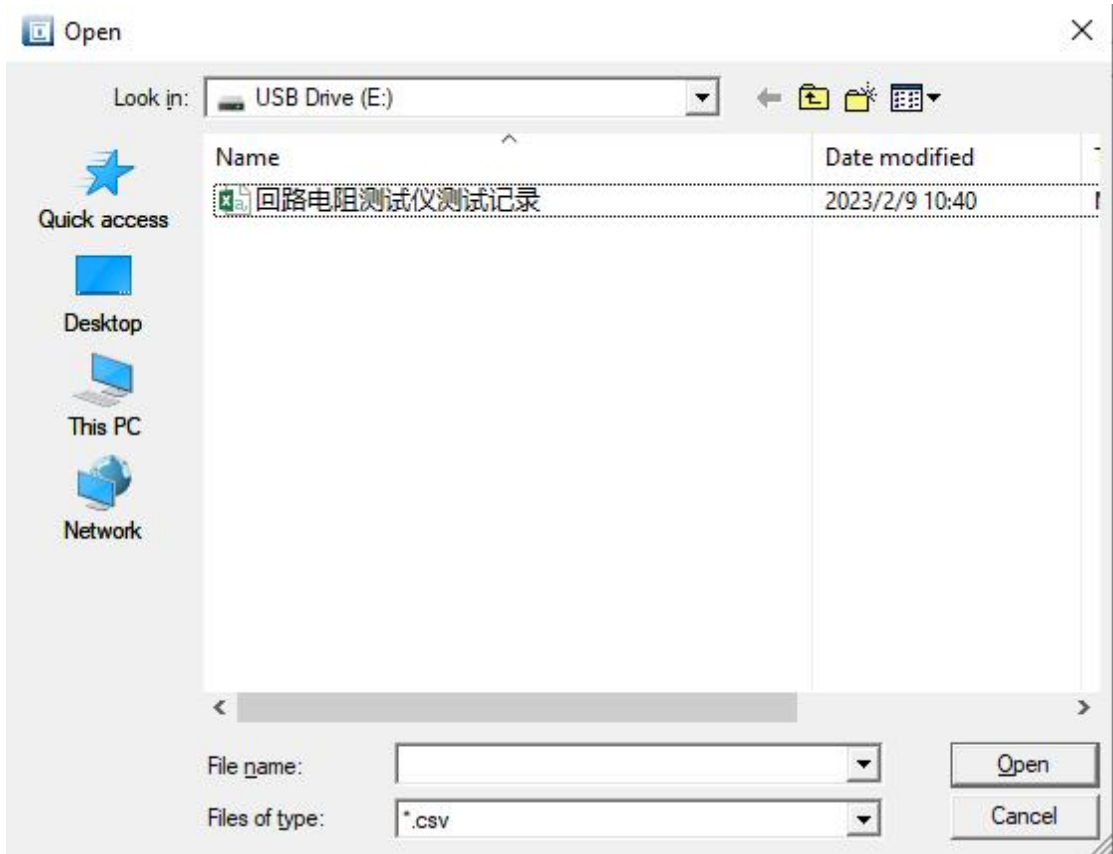 Open
Look in:
USB Drive (E:)
Name
Date modified
回路电阻测试仪测试记录
2023/2/9 10:40
Quick access
Desktop
This PC
Network
File name:
Open
Files of type:
*.csv
Cancel